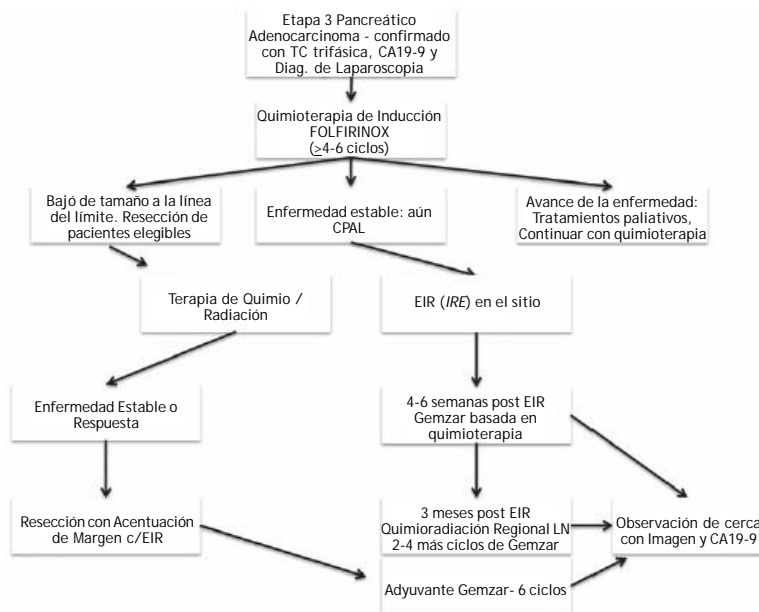 Etapa 3 Pancreático
Adenocarcinoma - confirmado
con TC trifásica, CA19-9 y
Diag. de Laparoscopia
Quimioterapia de Inducción
FOLFIRINOX
(≥4-6 ciclos)
Bajó de tamaño a la línea
del límite. Resección de
pacientes elegibles
Enfermedad estable: aún
CPAL
Avance de la enfermedad:
Tratamientos paliativos,
Continuar con quimioterapia
Terapia de Quimio /
Radiación
EIR (IRE) en el sitio
Enfermedad Estable o
Respuesta
4-6 semanas post EIR
Gemzar basada en
quimioterapia
Resección con Acentuación
de Margen c/EIR
3 meses post EIR
Quimioradiación Regional LN
2-4 más ciclos de Gemzar
Observación de cerca
con Imagen y CA19-9
Adyuvante Gemzar- 6 ciclos